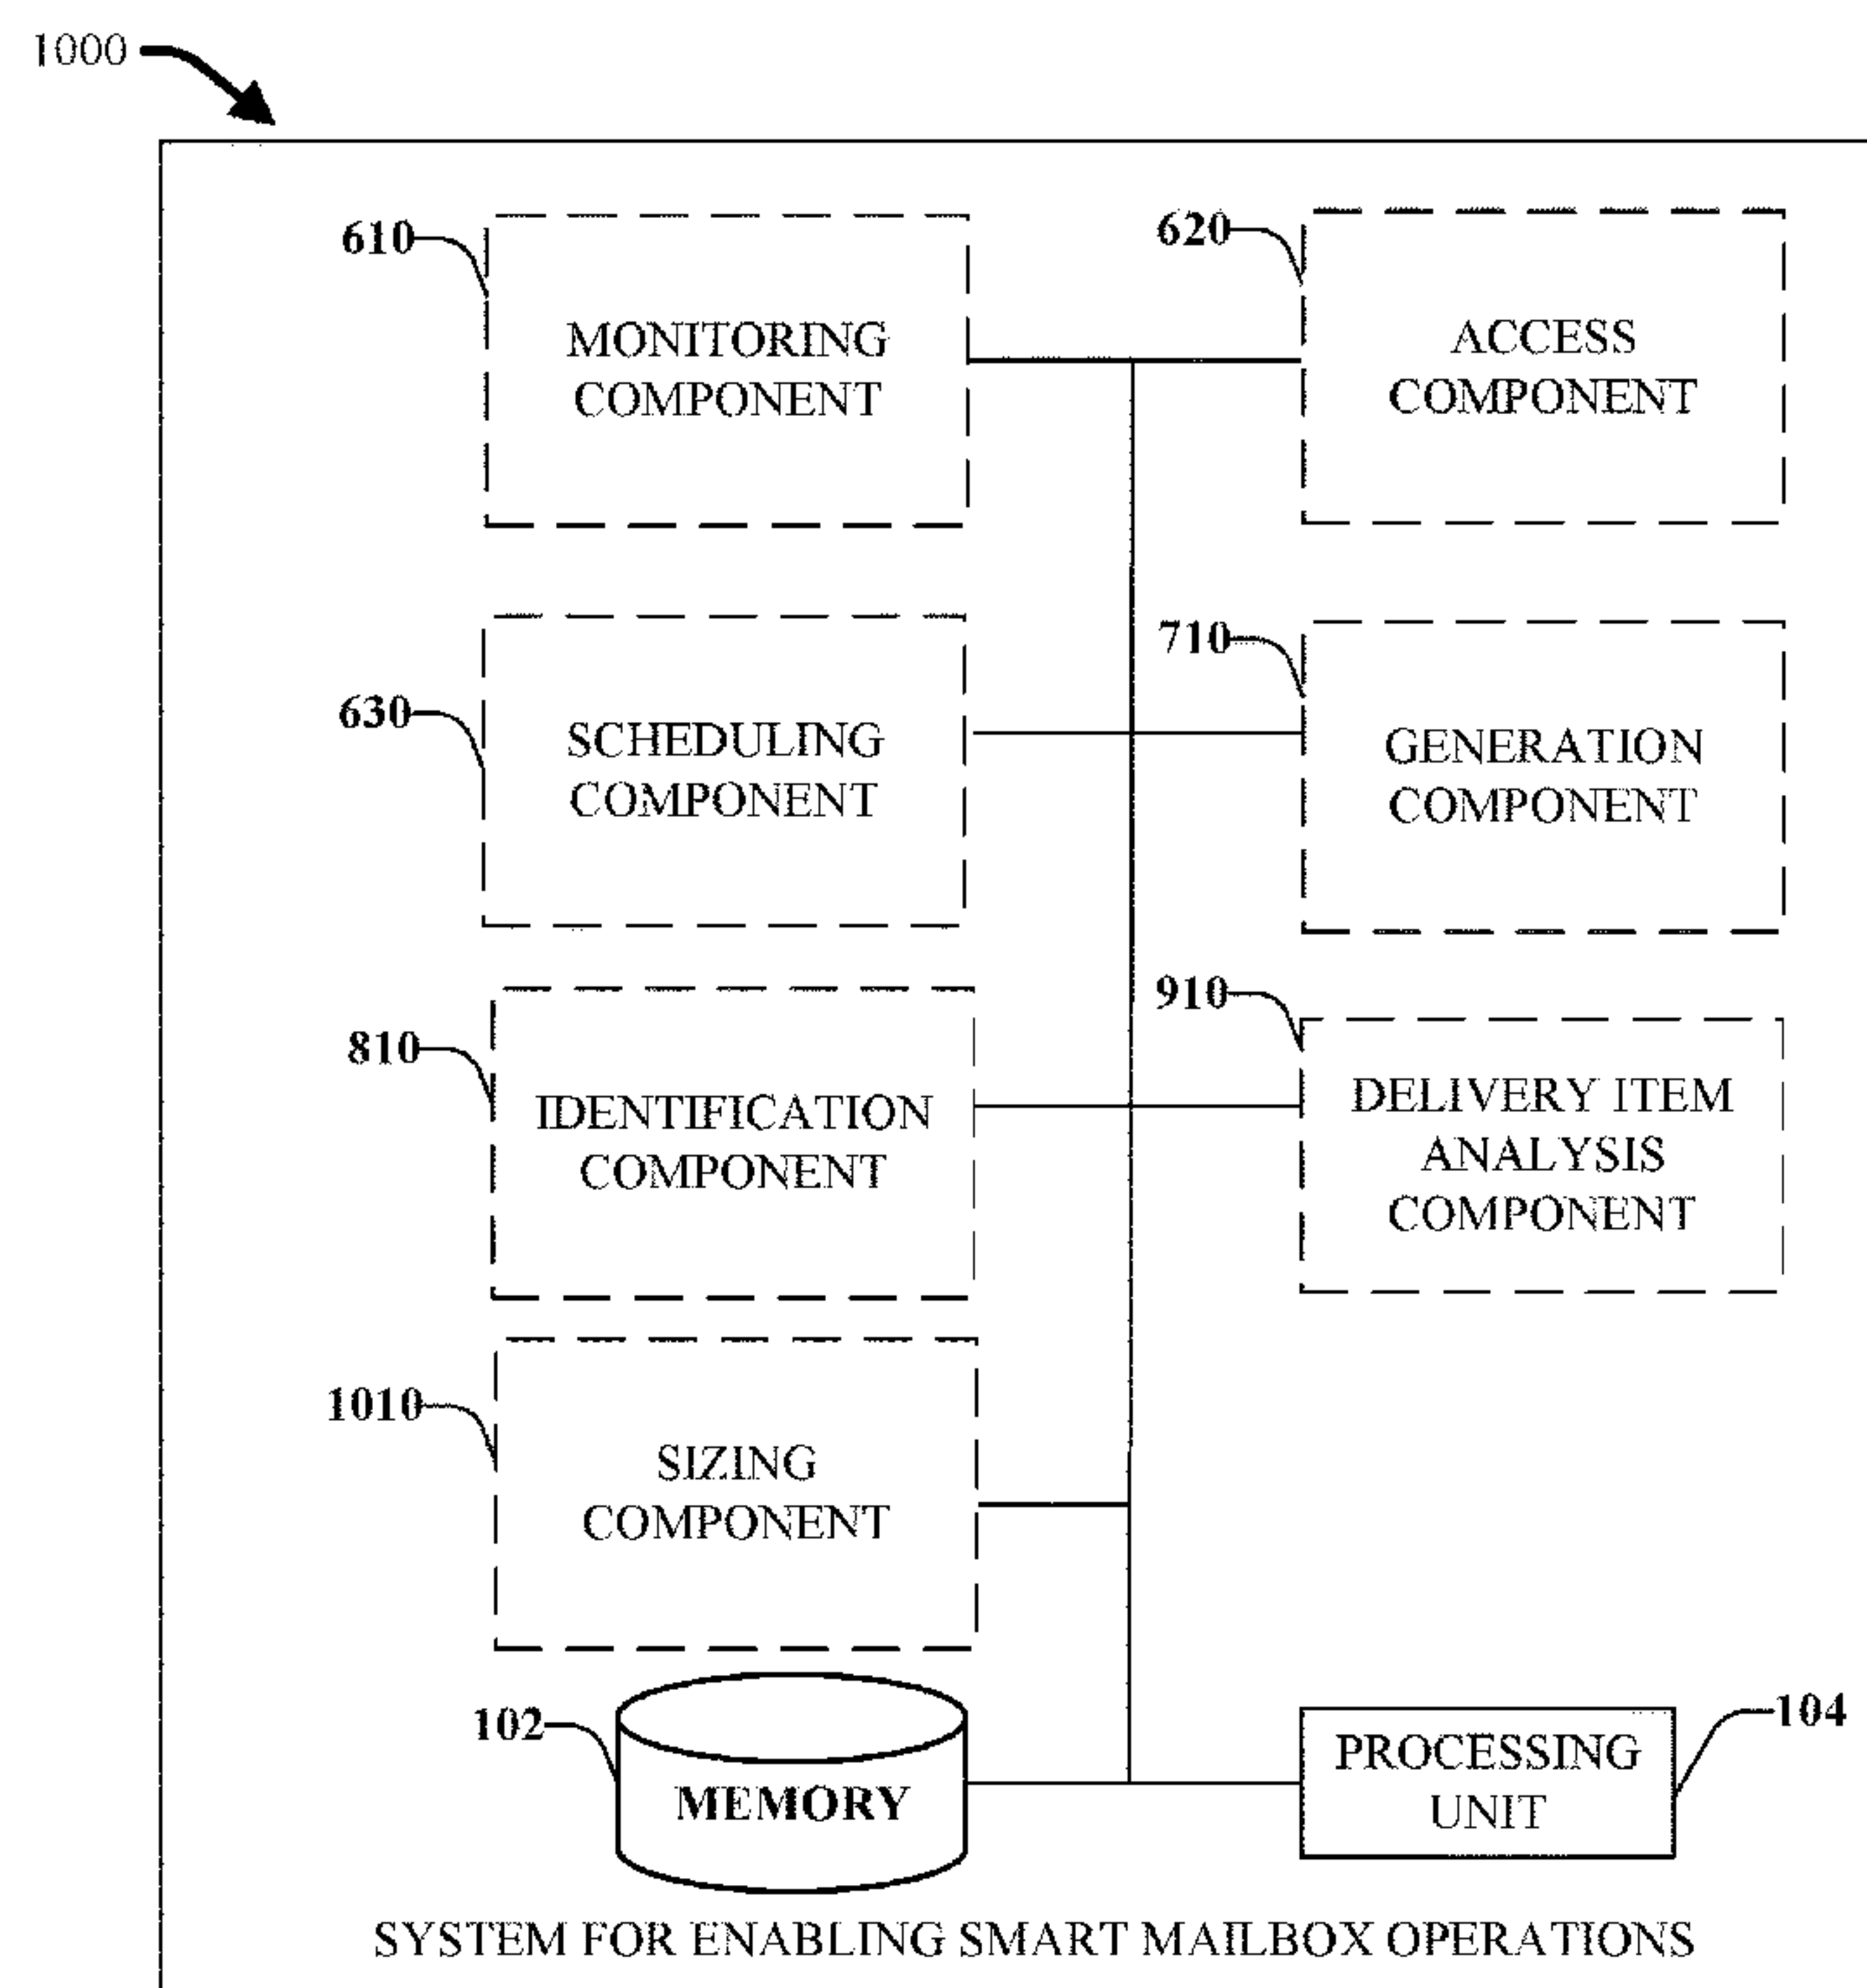 1000
610
MONITORING
COMPONENT
620
ACCESS
COMPONENT
630
SCHEDULING
COMPONENT
710
GENERATION
COMPONENT
810
IDENTIFICATION
COMPONENT
910
DELIVERY ITEM
ANALYSIS
COMPONENT
1010
SIZING
COMPONENT
102
MEMORY
PROCESSING
UNIT
104
SYSTEM FOR ENABLING SMART MAILBOX OPERATIONS